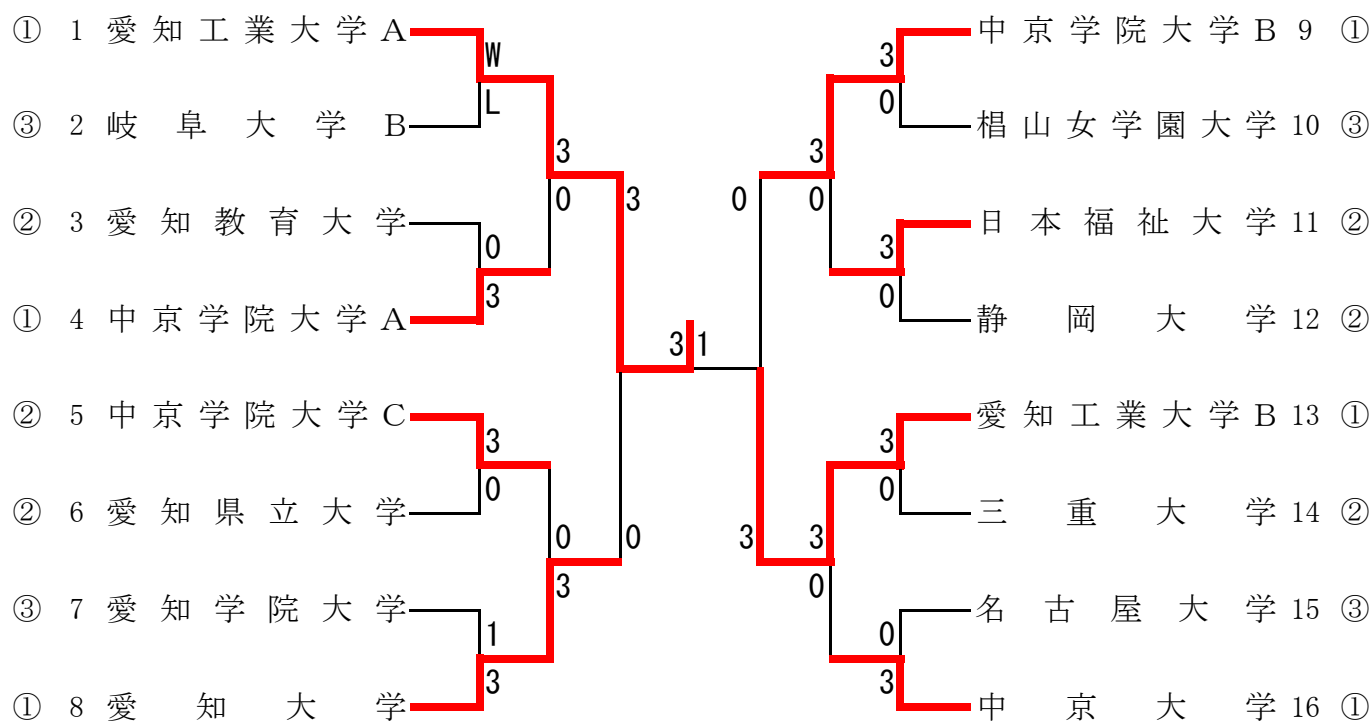 ① 1 愛知工業大学A
W
L
③ 2 岐阜大学B
3
0
② 3 愛知教育大学
0
3
① 4 中京学院大学A
3
② 5 中京学院大学C
3
0
② 6 愛知県立大学
0
3
0
③ 7 愛知学院大学
1
3
① 8 愛知大学
3 1
中京学院大学B 9 ①
3
0
椙山女学園大学 10 ③
3
0
0
日本福祉大学 11 ②
3
0
静岡大学 12 ②
愛知工業大学B 13 ①
3
0
三重大学 14 ②
3
3
0
名古屋大学 15 ③
0
3
中京大学 16 ①